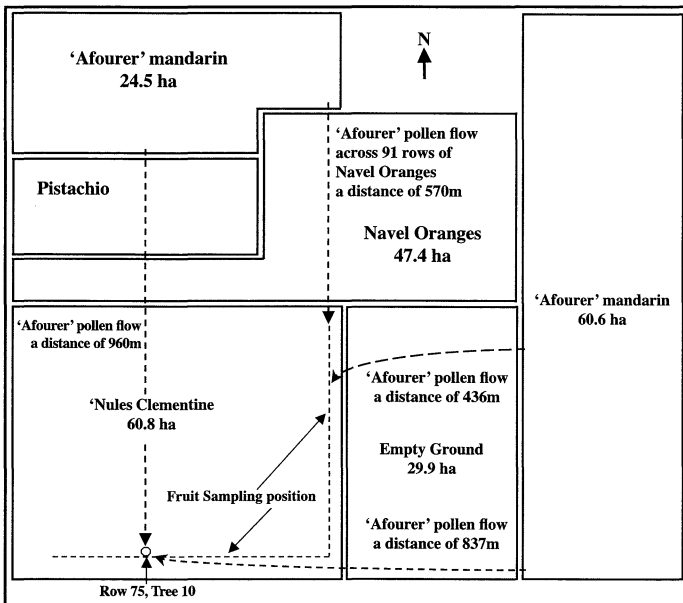 ‘Afourer’ mandarin
24.5 ha
N
‘Afourer’ pollen flow
across 91 rows of
Navel Oranges
a distance of 570m
Pistachio
Navel Oranges
47.4 ha
‘Afourer’ mandarin
60.6 ha
‘Afourer’ pollen flow
a distance of 960m
‘Afourer’ pollen flow
a distance of 436m
‘Nules Clementine
60.8 ha
Empty Ground
29.9 ha
Fruit Sampling position
‘Afourer’ pollen flow
a distance of 837m
Row 75, Tree 10